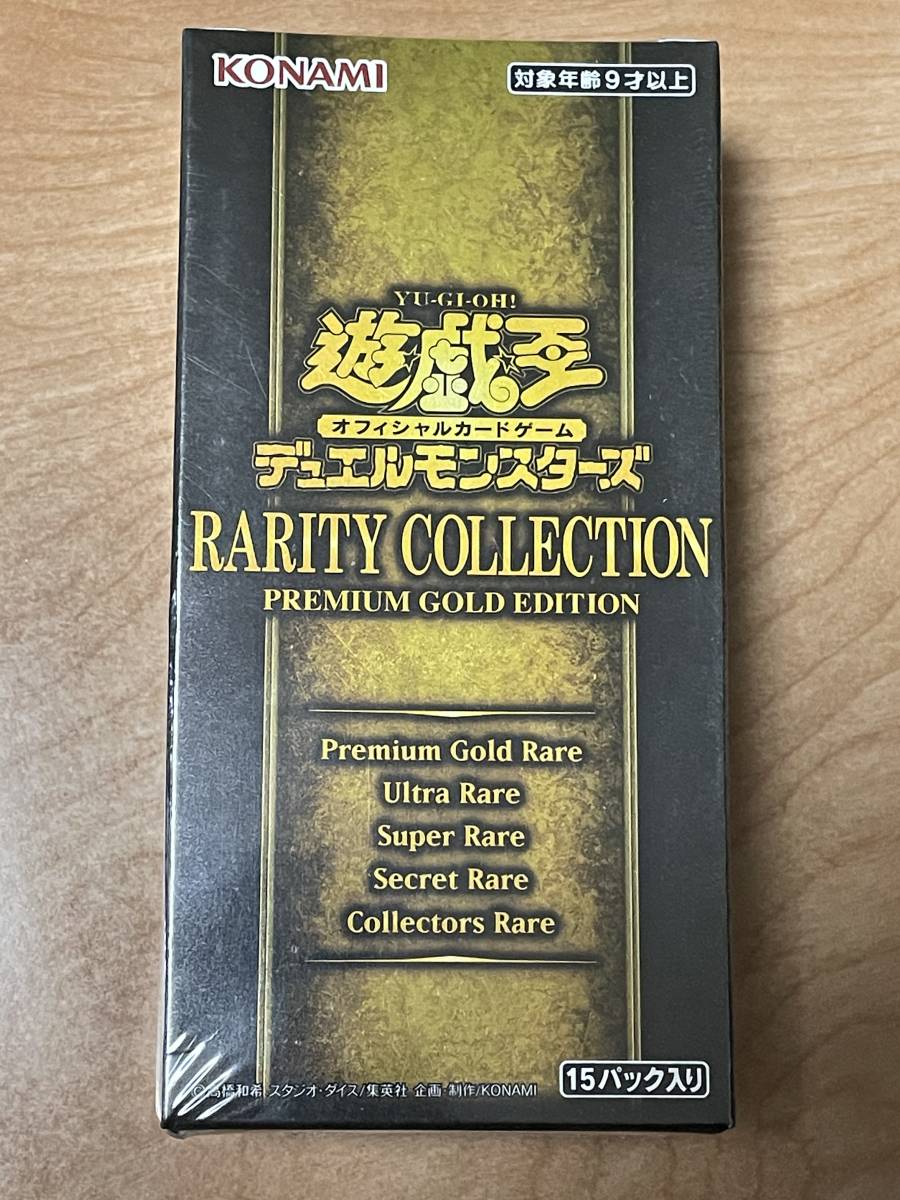 KONAMI
対象年齢9才以上
YU-GI-OH!
遊戯王
オフィシャルカードゲーム
デュエルモンスターズ
RARITY COLLECTION
PREMIUM GOLD EDITION
Premium Gold Rare
Ultra Rare
Super Rare
Secret Rare
Collectors Rare
©高橋和希 スタジオ・ダイス/集英社 企画・制作/KONAMI
15パック入り